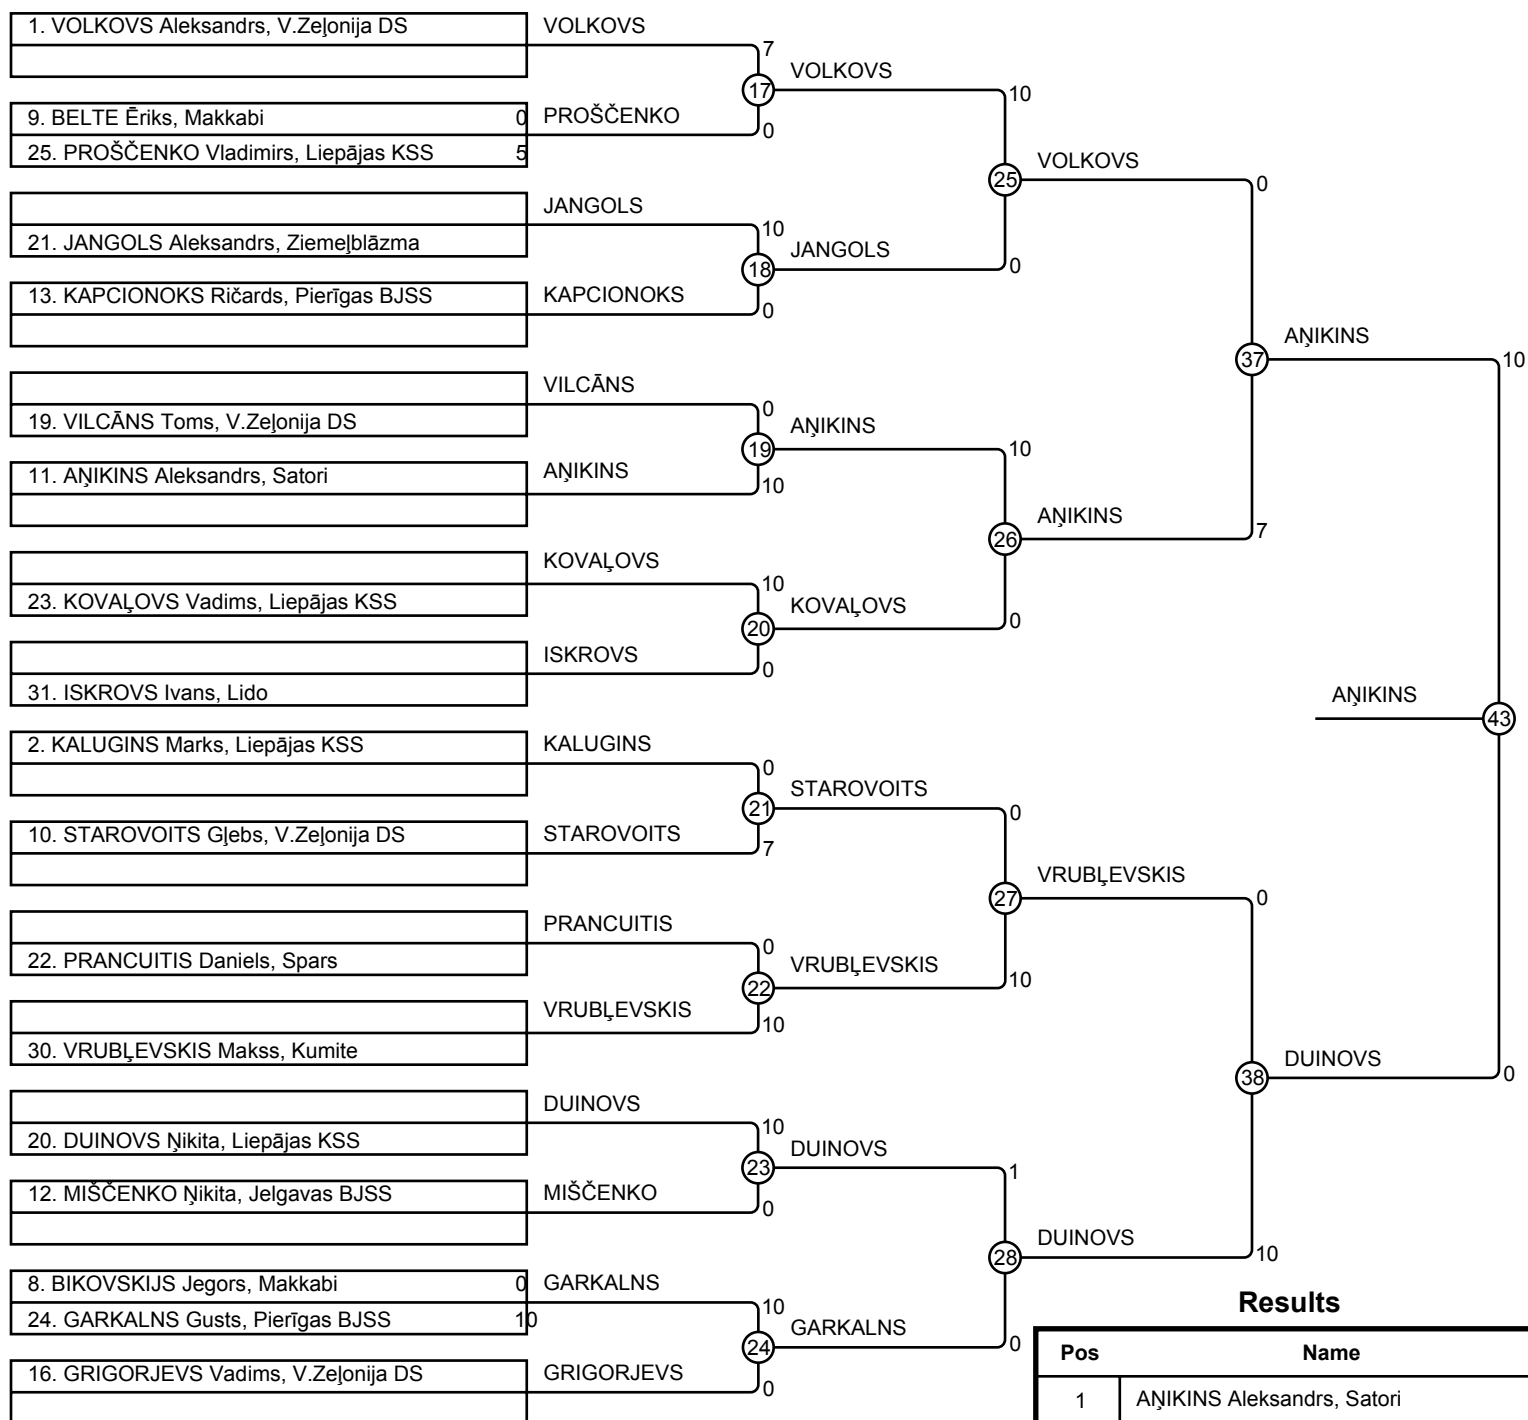 1. VOLKOVS Aleksandrs, V.Zeļonija DS
VOLKOVS
7
VOLKOVS
17
10
9. BELTE Ēriks, Makkabi 0
PROŠČENKO
0
25. PROŠČENKO Vladimirs, Liepājas KSS 5
VOLKOVS
25
0
JANGOLS
10
21. JANGOLS Aleksandrs, Ziemeļblāzma
JANGOLS
18
0
13. KAPCIONOKS Ričards, Pierīgas BJSS
KAPCIONOKS
0
AŅIKINS
37
10
VILCĀNS
0
19. VILCĀNS Toms, V.Zeļonija DS
AŅIKINS
19
10
11. AŅIKINS Aleksandrs, Satori
AŅIKINS
10
AŅIKINS
26
7
KOVAĻOVS
10
23. KOVAĻOVS Vadims, Liepājas KSS
KOVAĻOVS
20
0
ISKROVS
0
31. ISKROVS Ivans, Lido
AŅIKINS
43
2. KALUGINS Marks, Liepājas KSS
KALUGINS
0
STAROVOITS
21
0
10. STAROVOITS Gļebs, V.Zeļonija DS
STAROVOITS
7
VRUBĻEVSKIS
27
0
PRANCUITIS
0
22. PRANCUITIS Daniels, Spars
VRUBĻEVSKIS
22
10
VRUBĻEVSKIS
10
30. VRUBĻEVSKIS Makss, Kumite
DUINOVS
38
0
DUINOVS
10
20. DUINOVS Ņikita, Liepājas KSS
DUINOVS
23
1
12. MIŠČENKO Ņikita, Jelgavas BJSS
MIŠČENKO
0
DUINOVS
28
10
8. BIKOVSKIJS Jegors, Makkabi 0
GARKALNS
10
24. GARKALNS Gusts, Pierīgas BJSS 10
GARKALNS
24
0
16. GRIGORJEVS Vadims, V.Zeļonija DS
GRIGORJEVS
0
Results
Pos Name
1 AŅIKINS Aleksandrs, Satori